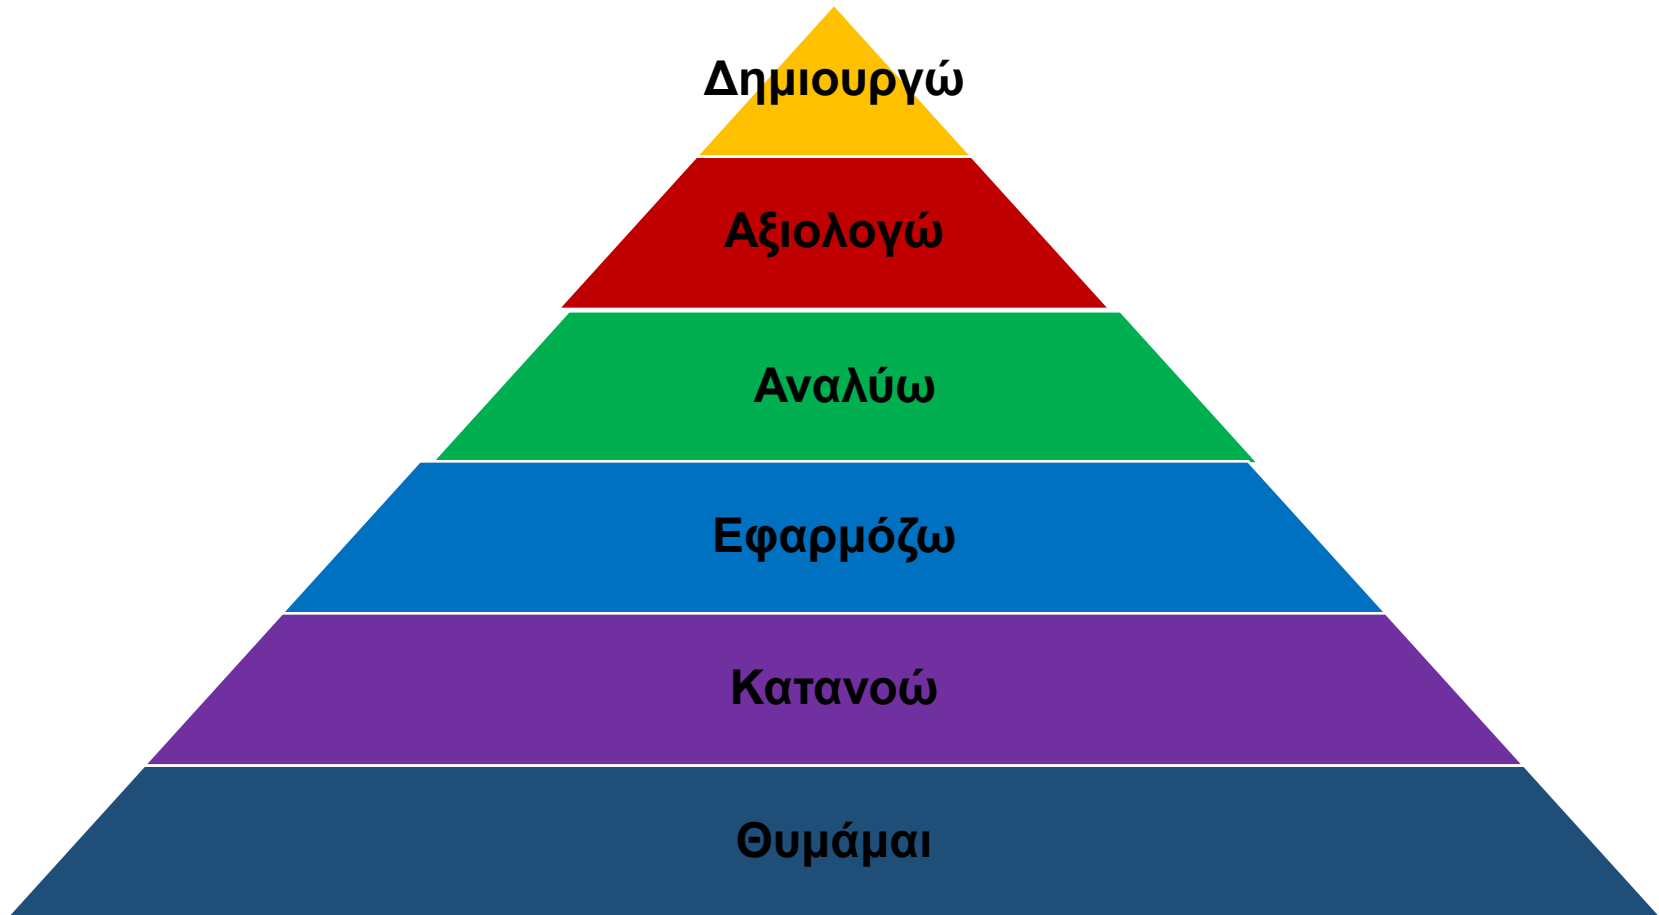 Δημιουργώ
Αξιολογώ
Αναλύω
Εφαρμόζω
Κατανοώ
Θυμάμαι